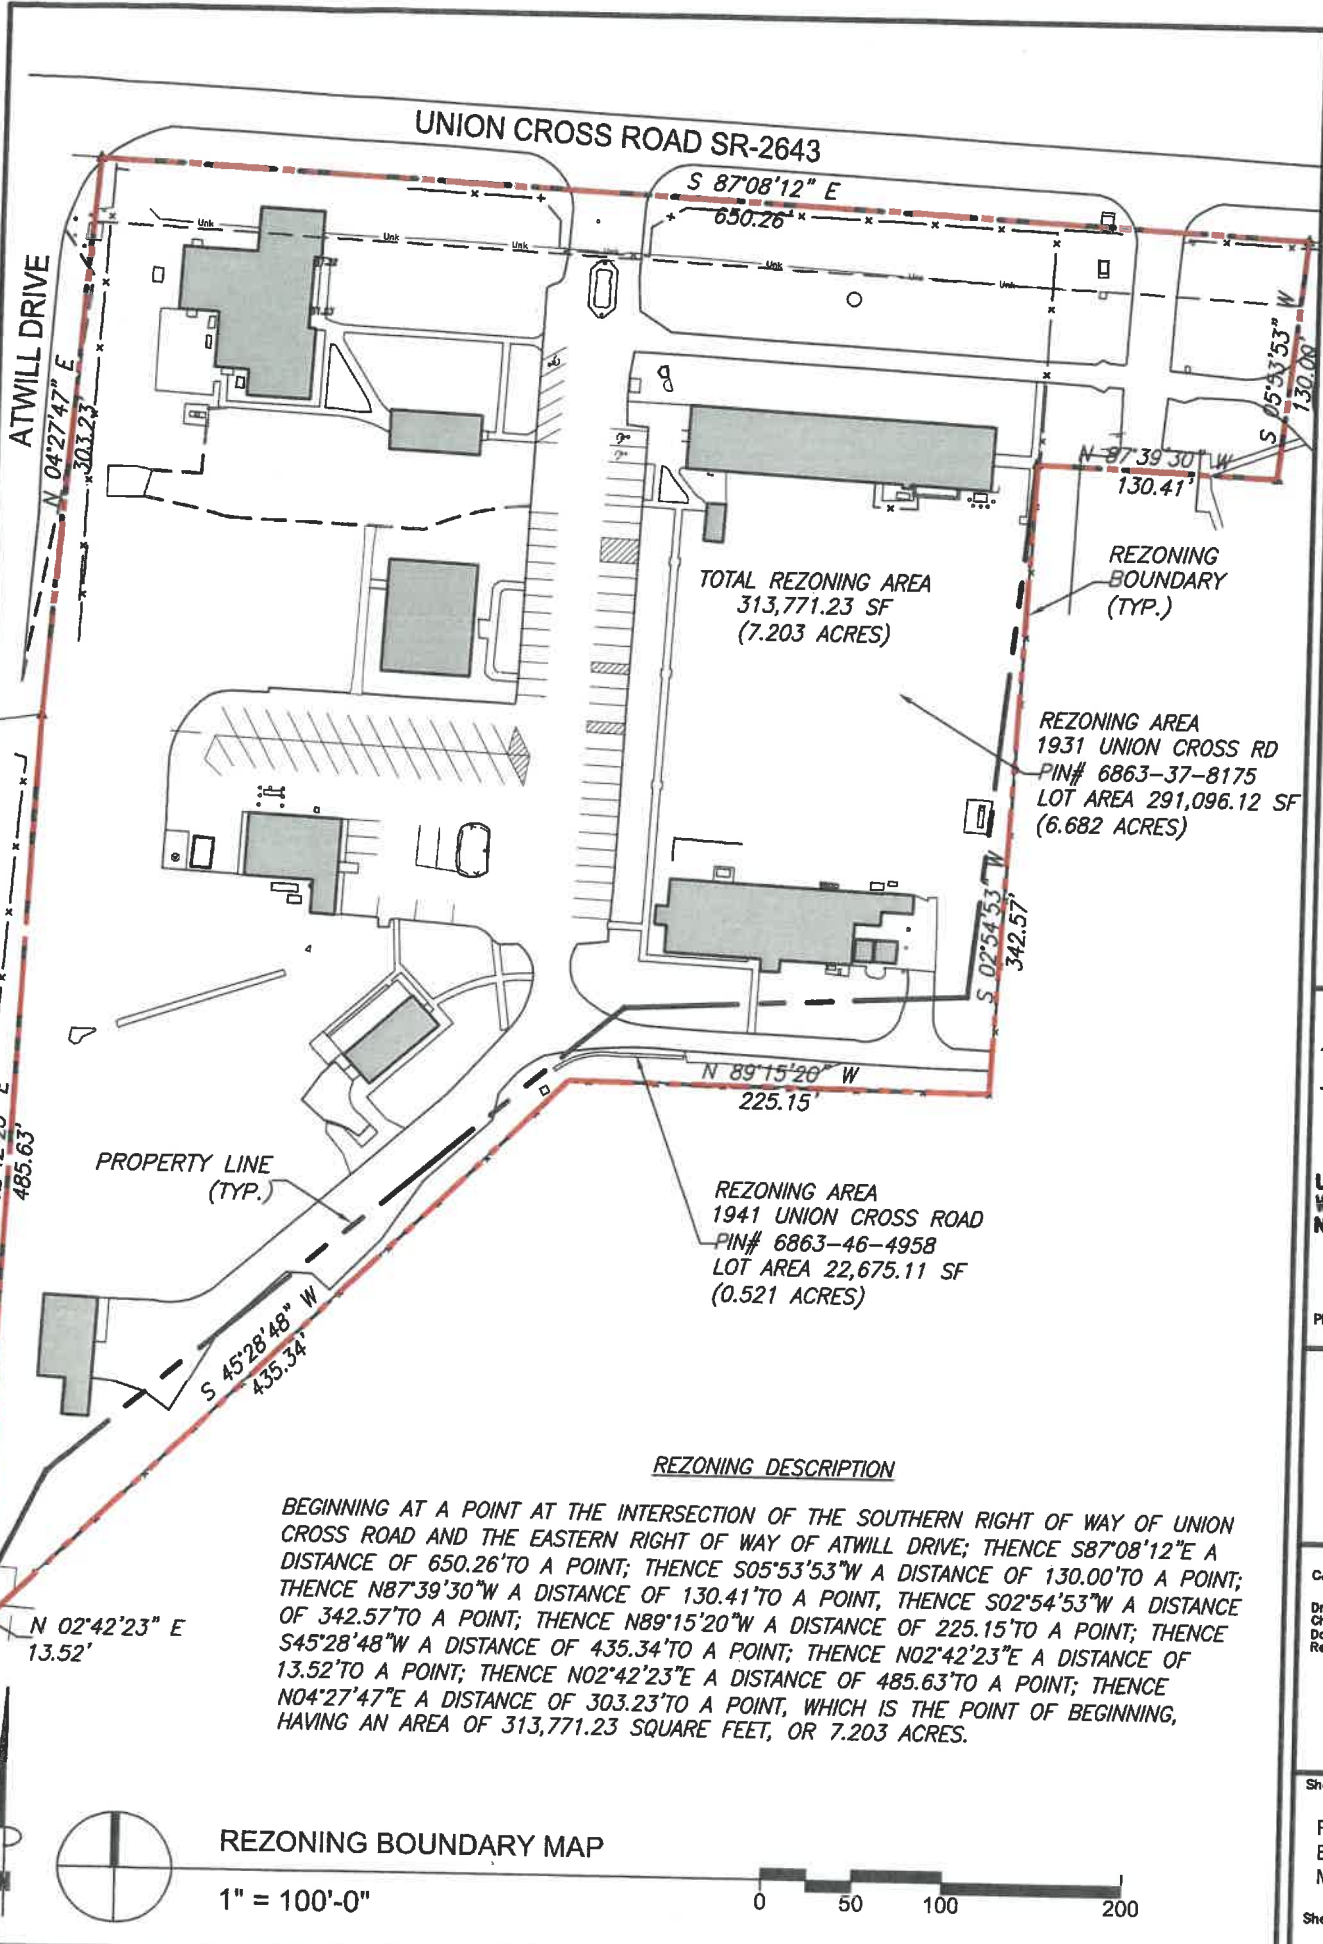 UNION CROSS ROAD SR-2643
S 87°08'12" E
650.26'
Unk
Unk
Unk
Unk
Unk
Unk
Unk
ATWILL DRIVE
N 04°27'47" E
303.23'
S 05°53'53" W
130.00'
N 87°39'30" W
130.41'
REZONING
BOUNDARY
(TYP.)
TOTAL REZONING AREA
313,771.23 SF
(7.203 ACRES)
REZONING AREA
1931 UNION CROSS RD
PIN# 6863-37-8175
LOT AREA 291,096.12 SF
(6.682 ACRES)
S 02°54'53" W
342.57'
N 89°15'20" W
225.15'
485.63'
PROPERTY LINE
(TYP.)
REZONING AREA
1941 UNION CROSS ROAD
PIN# 6863-46-4958
LOT AREA 22,675.11 SF
(0.521 ACRES)
S 45°28'48" W
435.34'
N 02°42'23" E
13.52'
REZONING DESCRIPTION
BEGINNING AT A POINT AT THE INTERSECTION OF THE SOUTHERN RIGHT OF WAY OF UNION
CROSS ROAD AND THE EASTERN RIGHT OF WAY OF ATWILL DRIVE; THENCE S87°08'12"E A
DISTANCE OF 650.26'TO A POINT; THENCE S05°53'53"W A DISTANCE OF 130.00'TO A POINT;
THENCE N87°39'30"W A DISTANCE OF 130.41'TO A POINT, THENCE S02°54'53"W A DISTANCE
OF 342.57'TO A POINT; THENCE N89°15'20"W A DISTANCE OF 225.15'TO A POINT; THENCE
S45°28'48"W A DISTANCE OF 435.34'TO A POINT; THENCE N02°42'23"E A DISTANCE OF
13.52'TO A POINT; THENCE N02°42'23"E A DISTANCE OF 485.63'TO A POINT; THENCE
N04°27'47"E A DISTANCE OF 303.23'TO A POINT, WHICH IS THE POINT OF BEGINNING,
HAVING AN AREA OF 313,771.23 SQUARE FEET, OR 7.203 ACRES.
REZONING BOUNDARY MAP
1" = 100'-0"
0 50 100 200